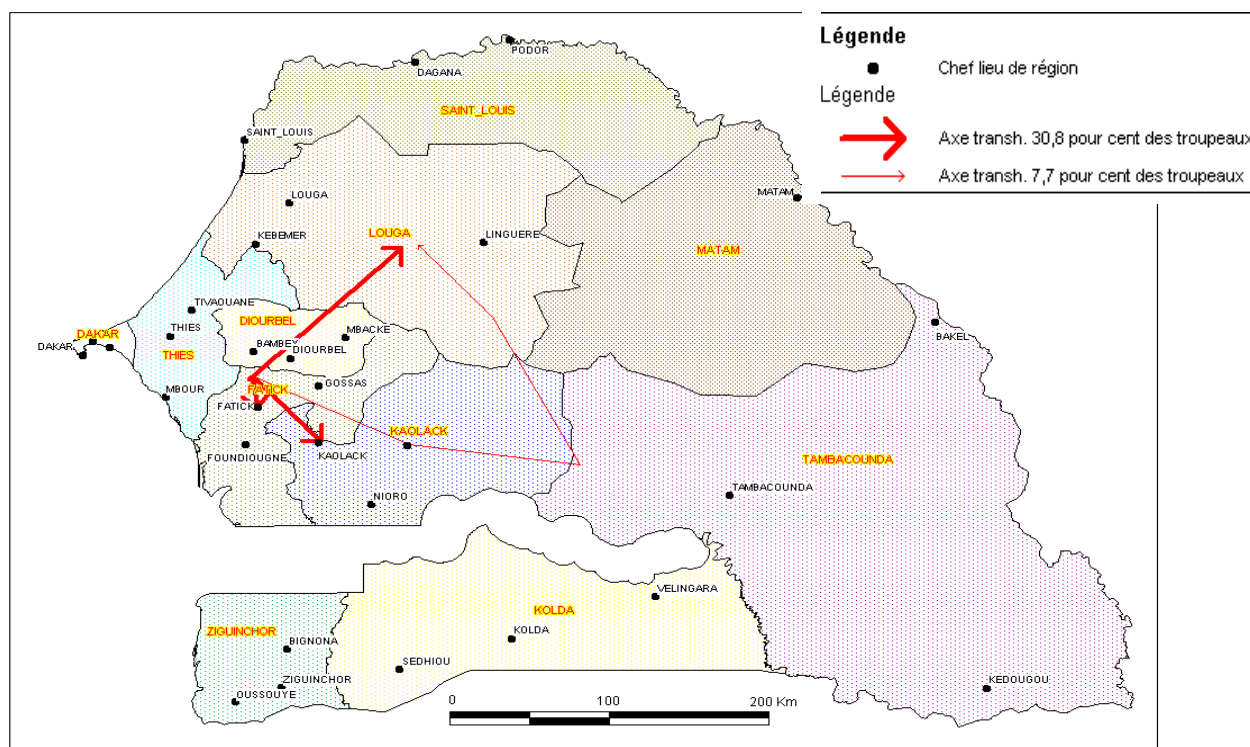 Légende
Chef lieu de région
Légende
Axe transh. 30,8 pour cent des troupeaux
Axe transh. 7,7 pour cent des troupeaux
PODOR
DAGANA
SAINT_LOUIS
SAINT_LOUIS
MATAM
LOUGA
LOUGA
LINGUERE
KEBEMER
MATAM
TIVAOUANE
DIOURBEL
BAKEL
DAKAR
THIES
MBACKE
DAKAR
BAMBEY
THIES
DIOURBEL
MBOUR
FATICK
GOSSAS
FATICK
KAOLACK
FOUNDIOUGNE
KAOLACK
TAMBACOUNDA
TAMBACOUNDA
NIORO
VELINGARA
KOLDA
ZIGUINCHOR
KOLDA
BIGNONA
SEDHIOU
ZIGUINCHOR
KEDOUGOU
OUSSOUYE
0 100 200 Km